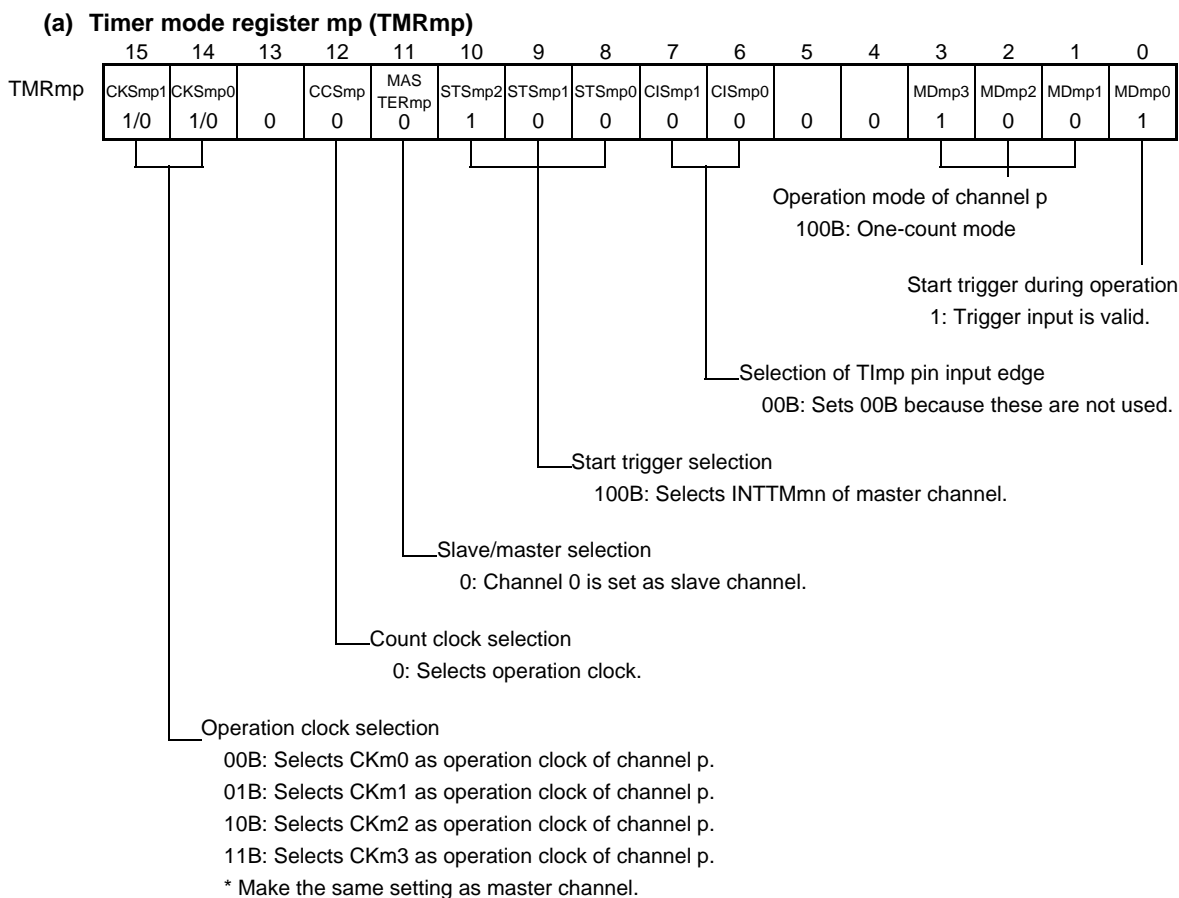 (a) Timer mode register mp (TMRmp)
15 14 13 12 11 10 9 8 7 6 5 4 3 2 1 0
TMRmp CKSmp1 CKSmp0 CCSmp MAS TERmp STSmp2 STSmp1 STSmp0 CISmp1 CISmp0 MDmp3 MDmp2 MDmp1 MDmp0
1/0 1/0 0 0 0 1 0 0 0 0 0 0 1 0 0 1
Operation mode of channel p
100B: One-count mode
Start trigger during operation
1: Trigger input is valid.
Selection of TImp pin input edge
00B: Sets 00B because these are not used.
Start trigger selection
100B: Selects INTTMmn of master channel.
Slave/master selection
0: Channel 0 is set as slave channel.
Count clock selection
0: Selects operation clock.
Operation clock selection
00B: Selects CKm0 as operation clock of channel p.
01B: Selects CKm1 as operation clock of channel p.
10B: Selects CKm2 as operation clock of channel p.
11B: Selects CKm3 as operation clock of channel p.
* Make the same setting as master channel.